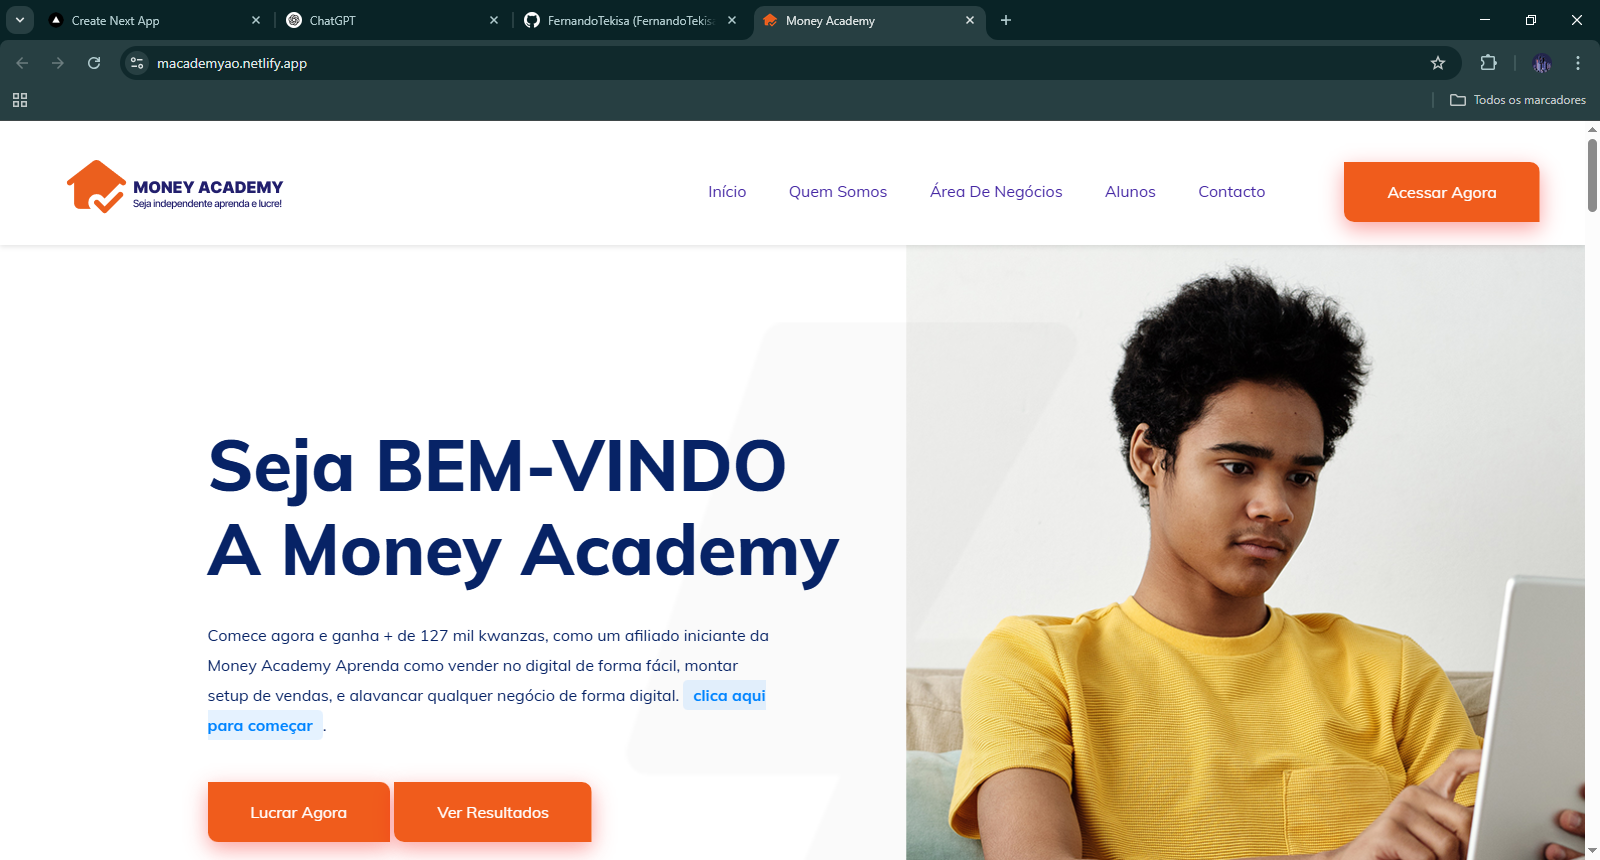 Create Next App
ChatGPT
FernandoTekisa (FernandoTekis
Money Academy
macademyao.netlify.app
Todos os marcadores
MONEY ACADEMY
Seja independente aprenda e lucre!
Início
Quem Somos
Área De Negócios
Alunos
Contacto
Acessar Agora
Seja BEM-VINDO
A Money Academy
Comece agora e ganha + de 127 mil kwanzas, como um afiliado iniciante da
Money Academy Aprenda como vender no digital de forma fácil, montar
setup de vendas, e alavancar qualquer negócio de forma digital. clica aqui
para começar .
Lucrar Agora
Ver Resultados